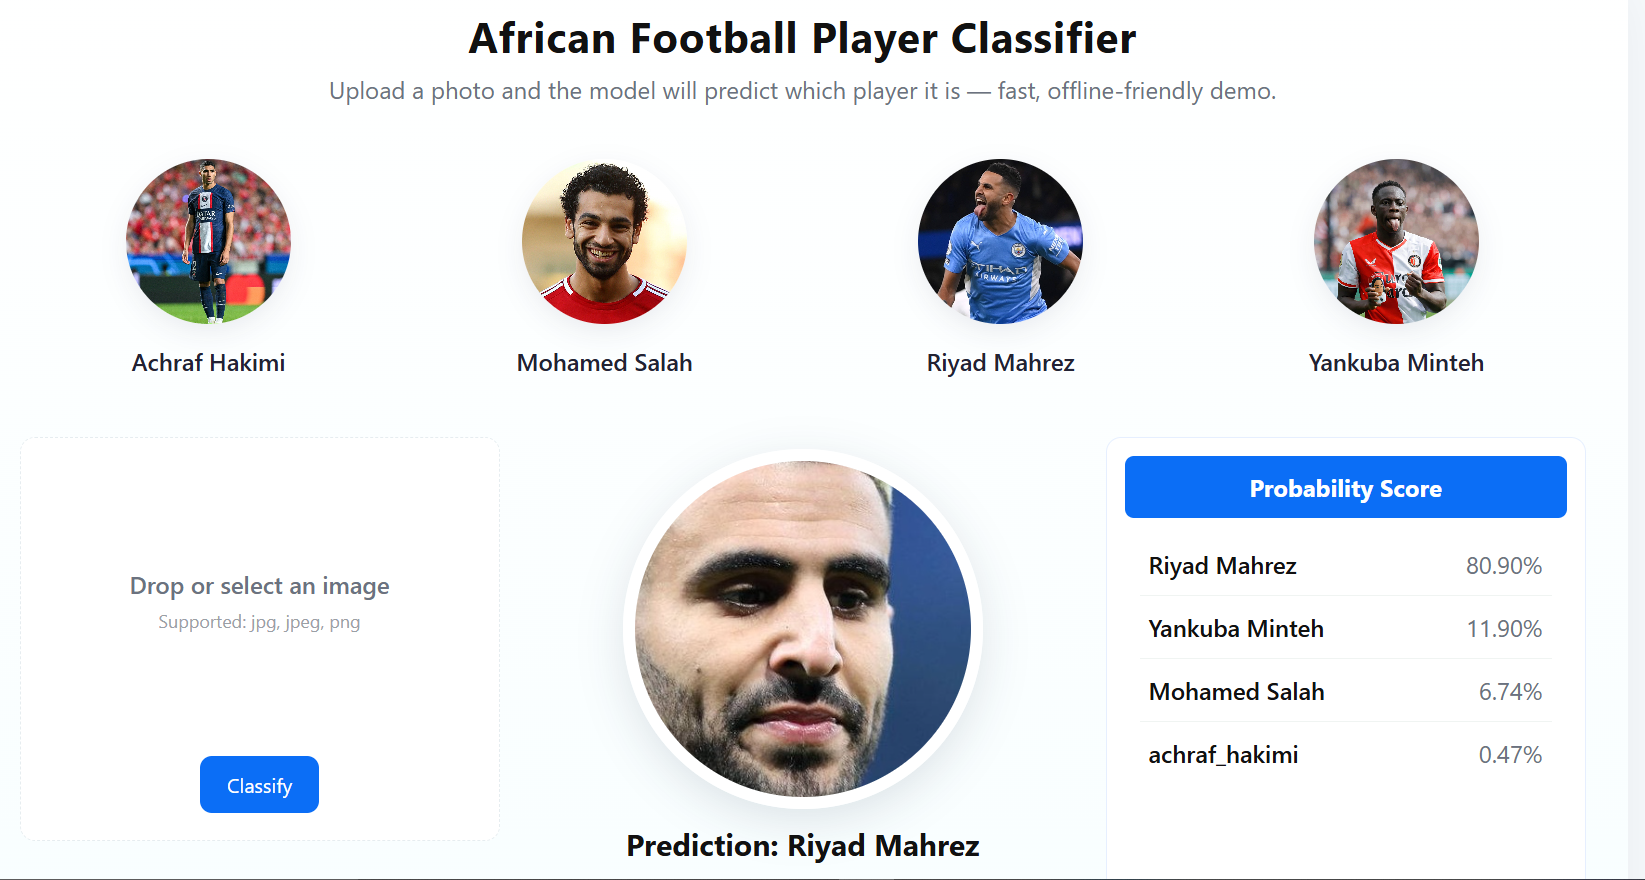 African Football Player Classifier
Upload a photo and the model will predict which player it is — fast, offline-friendly demo.
QATAR
ETIHAD
AIRWAYS
Achraf Hakimi
Mohamed Salah
Riyad Mahrez
Yankuba Minteh
Drop or select an image
Supported: jpg, jpeg, png
Classify
Prediction: Riyad Mahrez
Probability Score
Riyad Mahrez 80.90%
Yankuba Minteh 11.90%
Mohamed Salah 6.74%
achraf_hakimi 0.47%